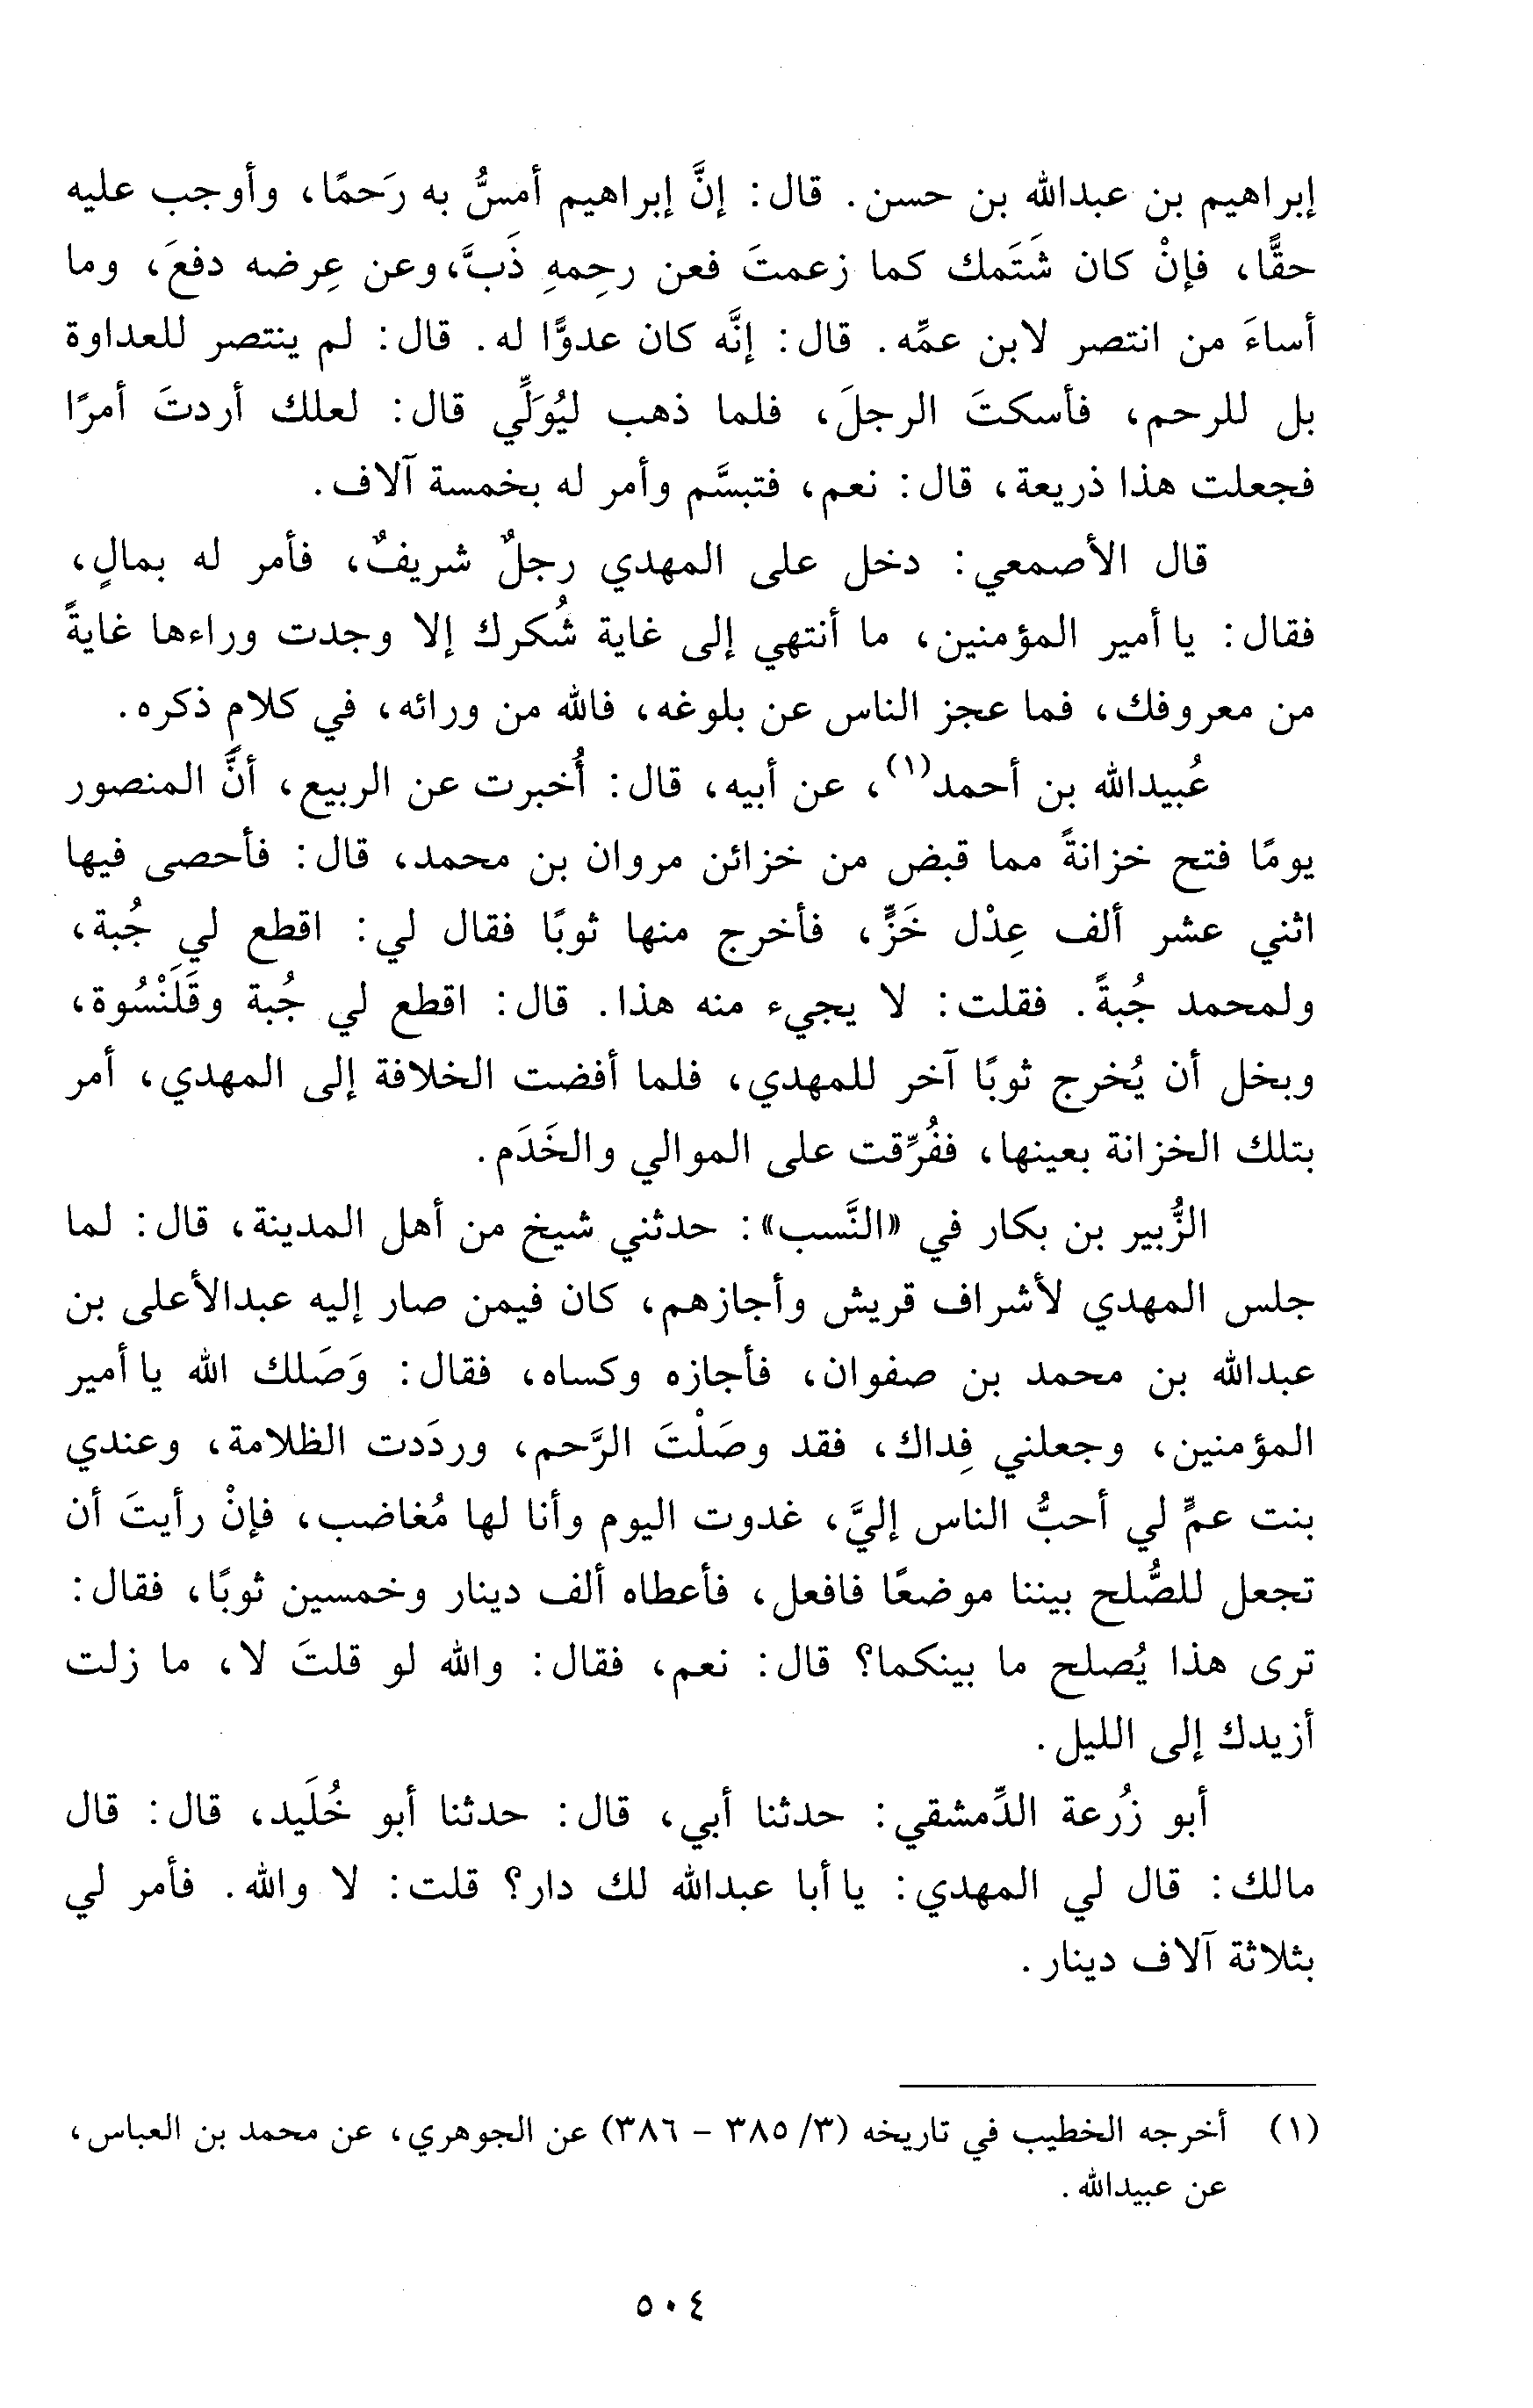 إبراهيم بن عبدالله بن حسن. قال: إنَّ إبراهيم أمسُّ به رَحمًا، وأوجب عليه
حقًّا، فإنْ كان شَتَمك كما زعمتَ فعن رحِمهِ ذَبَّ، وعن عِرضه دفعَ، وما
أساءَ من انتصر لابن عمِّه. قال: إنَّه كان عدوًّا له. قال: لم ينتصر للعداوة
بل للرحم، فأسكتَ الرجلَ، فلما ذهب ليُوَلِّي قال: لعلك أردتَ أمرًا
فجعلت هذا ذريعة، قال: نعم، فتبسَّم وأمر له بخمسة آلاف.
قال الأصمعي: دخل على المهدي رجلٌ شريفٌ، فأمر له بمالٍ،
فقال: يا أمير المؤمنين، ما أنتهي إلى غاية شُكرك إلا وجدت وراءها غايةً
من معروفك، فما عجز الناس عن بلوغه، فالله من ورائه، في كلامٍ ذكره.
عُبيدالله بن أحمد(١)، عن أبيه، قال: أُخبرت عن الربيع، أنَّ المنصور
يومًا فتح خزانةً مما قبض من خزائن مروان بن محمد، قال: فأحصى فيها
اثني عشر ألف عِدْل خَزٍّ، فأخرج منها ثوبًا فقال لي: اقطع لي جُبة،
ولمحمد جُبةً. فقلت: لا يجيء منه هذا. قال: اقطع لي جُبة وقَلَنْسُوة،
وبخل أن يُخرج ثوبًا آخر للمهدي، فلما أفضت الخلافة إلى المهدي، أمر
بتلك الخزانة بعينها، ففُرِّقت على الموالي والخَدَم.
الزُّبير بن بكار في «النَّسب»: حدثني شيخ من أهل المدينة، قال: لما
جلس المهدي لأشراف قريش وأجازهم، كان فيمن صار إليه عبدالأعلى بن
عبدالله بن محمد بن صفوان، فأجازه وكساه، فقال: وَصَلك الله يا أمير
المؤمنين، وجعلني فِداك، فقد وصَلْتَ الرَّحم، وردَدت الظلامة، وعندي
بنت عمٍّ لي أحبُّ الناس إليَّ، غدوت اليوم وأنا لها مُغاضب، فإنْ رأيتَ أن
تجعل للصُّلح بيننا موضعًا فافعل، فأعطاه ألف دينار وخمسين ثوبًا، فقال:
ترى هذا يُصلح ما بينكما؟ قال: نعم، فقال: والله لو قلتَ لا، ما زلت
أزيدك إلى الليل.
أبو زُرعة الدِّمشقي: حدثنا أبي، قال: حدثنا أبو خُلَيد، قال: قال
مالك: قال لي المهدي: يا أبا عبدالله لك دار؟ قلت: لا والله. فأمر لي
بثلاثة آلاف دينار.
(١) أخرجه الخطيب في تاريخه (٣/ ٣٨٥ - ٣٨٦) عن الجوهري، عن محمد بن العباس،
عن عبيدالله.
٥٠٤